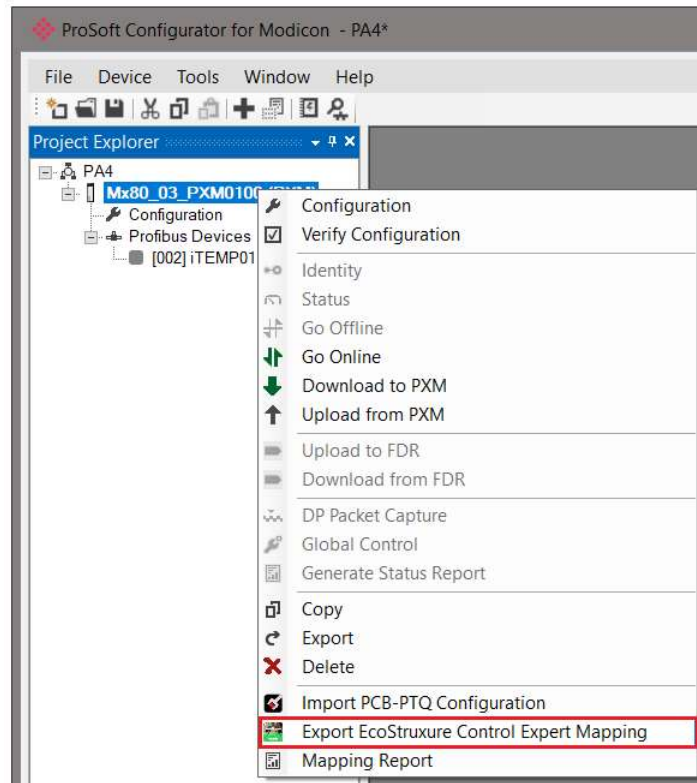 ProSoft Configurator for Modicon - PA4*
File Device Tools Window Help
Project Explorer
PA4
Mx80_03_PXM0100 (PXM)
Configuration
Profibus Devices
[002] iTEMP01
Configuration
Verify Configuration
Identity
Status
Go Offline
Go Online
Download to PXM
Upload from PXM
Upload to FDR
Download from FDR
DP Packet Capture
Global Control
Generate Status Report
Copy
Export
Delete
Import PCB-PTQ Configuration
Export EcoStruxure Control Expert Mapping
Mapping Report